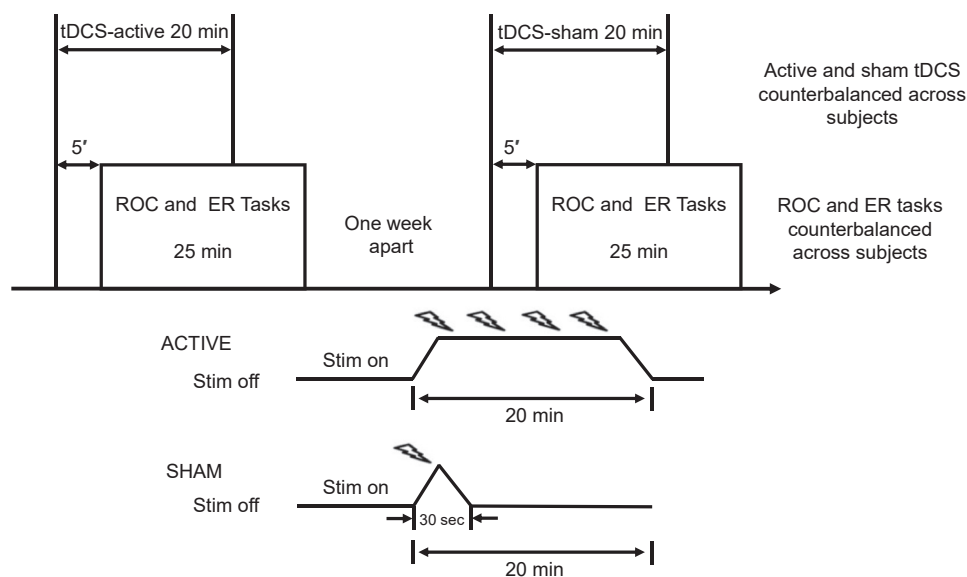 tDCS-active 20 min
tDCS-sham 20 min
Active and sham tDCS
counterbalanced across
subjects
5′
5′
ROC and ER Tasks
25 min
One week
apart
ROC and ER Tasks
25 min
ROC and ER tasks
counterbalanced
across subjects
ACTIVE
Stim on
Stim off
20 min
SHAM
Stim on
Stim off
30 sec
20 min